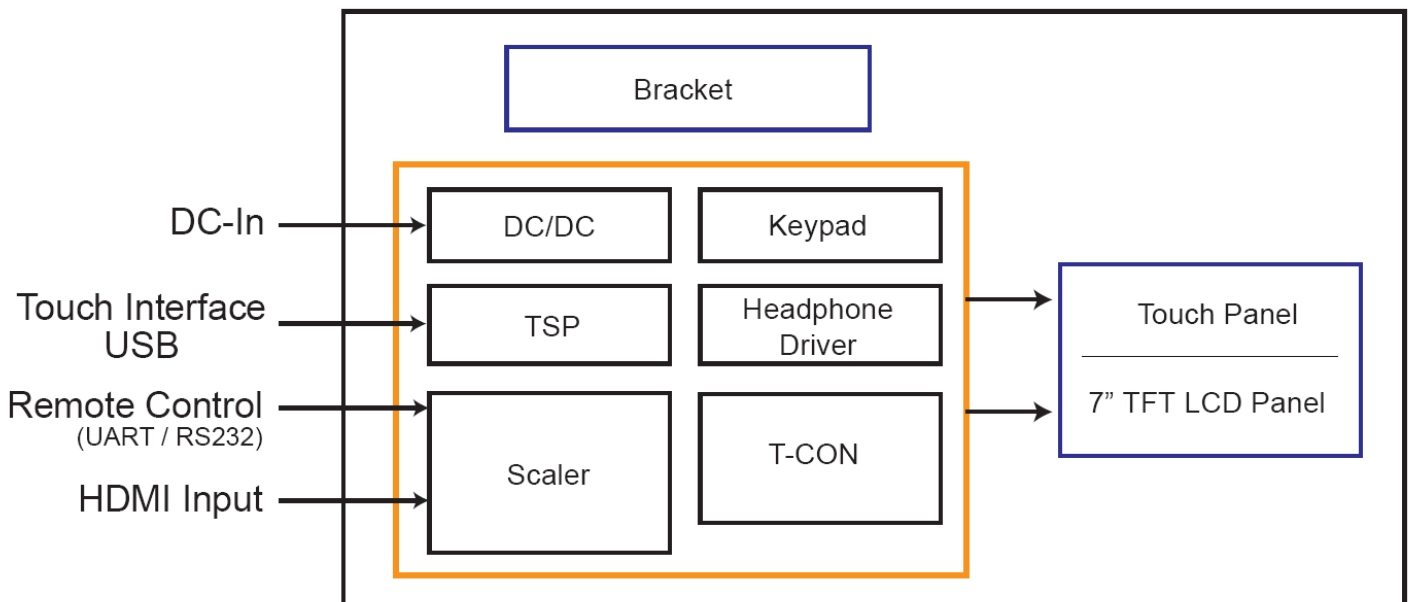 Bracket
DC-In
DC/DC
Keypad
Touch Interface
USB
TSP
Headphone
Driver
Touch Panel
7” TFT LCD Panel
Remote Control
(UART / RS232)
HDMI Input
Scaler
T-CON